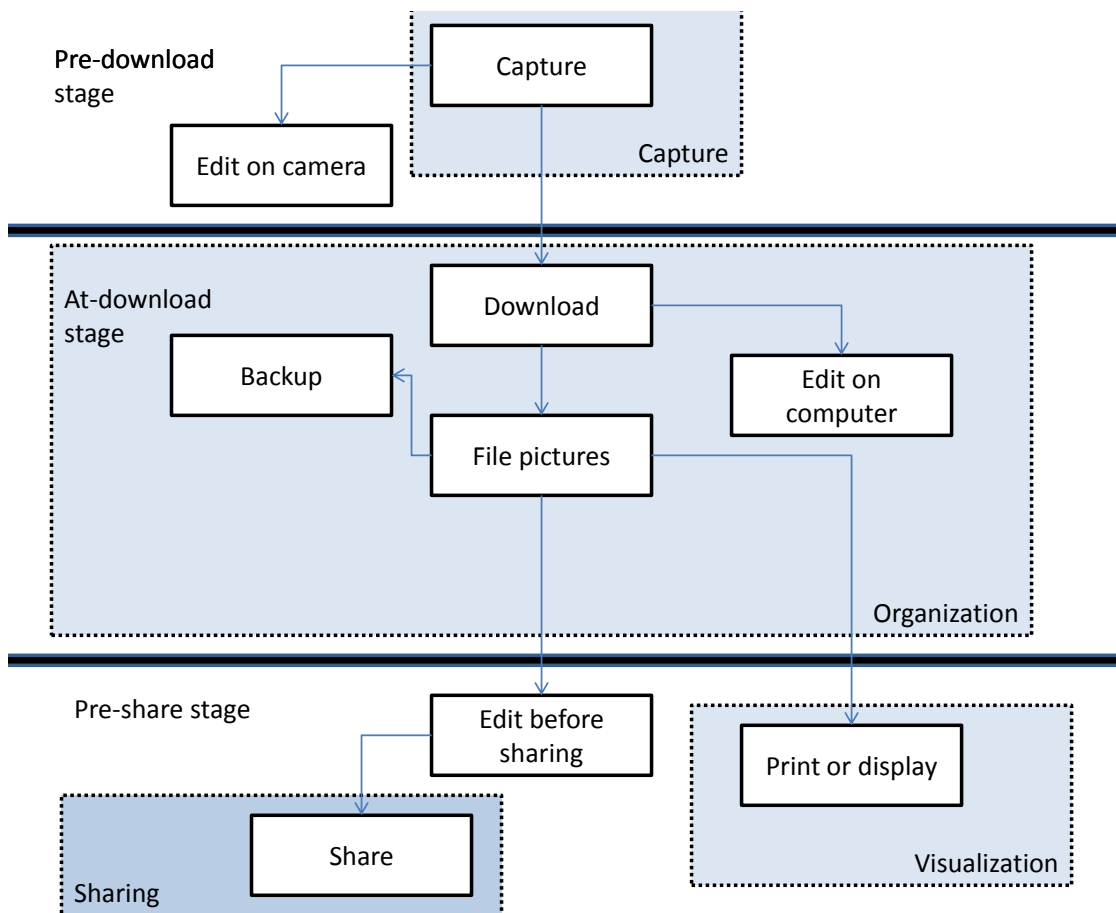 Pre-download
stage
Capture
Edit on camera
Capture
At-download
stage
Download
Backup
Edit on
computer
File pictures
Organization
Pre-share stage
Edit before
sharing
Print or display
Share
Visualization
Sharing